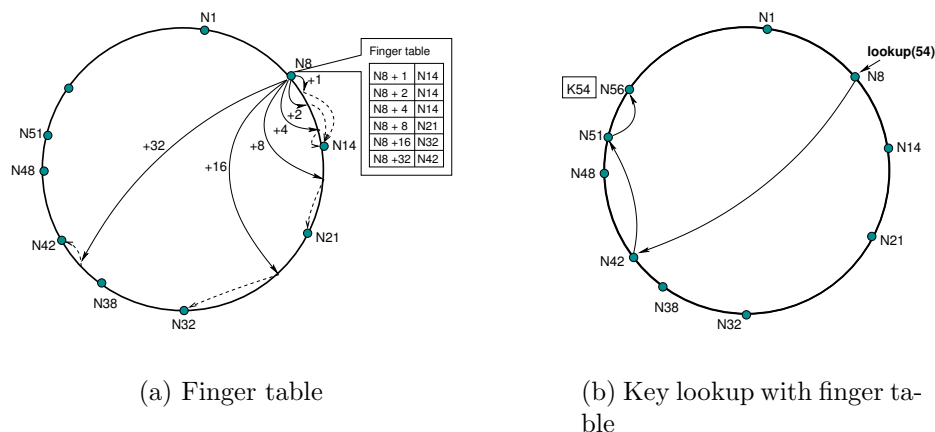 N1
N8
Finger table
N8 + 1 N14
N8 + 2 N14
N8 + 4 N14
N8 + 8 N21
N8 +16 N32
N8 +32 N42
+1
+2
+4
+8
+16
+32
N14
N21
N32
N38
N42
N48
N51
(a) Finger table
N1
lookup(54)
N8
K54 N56
N51
N48
N14
N21
N42
N38
N32
(b) Key lookup with finger ta-
ble